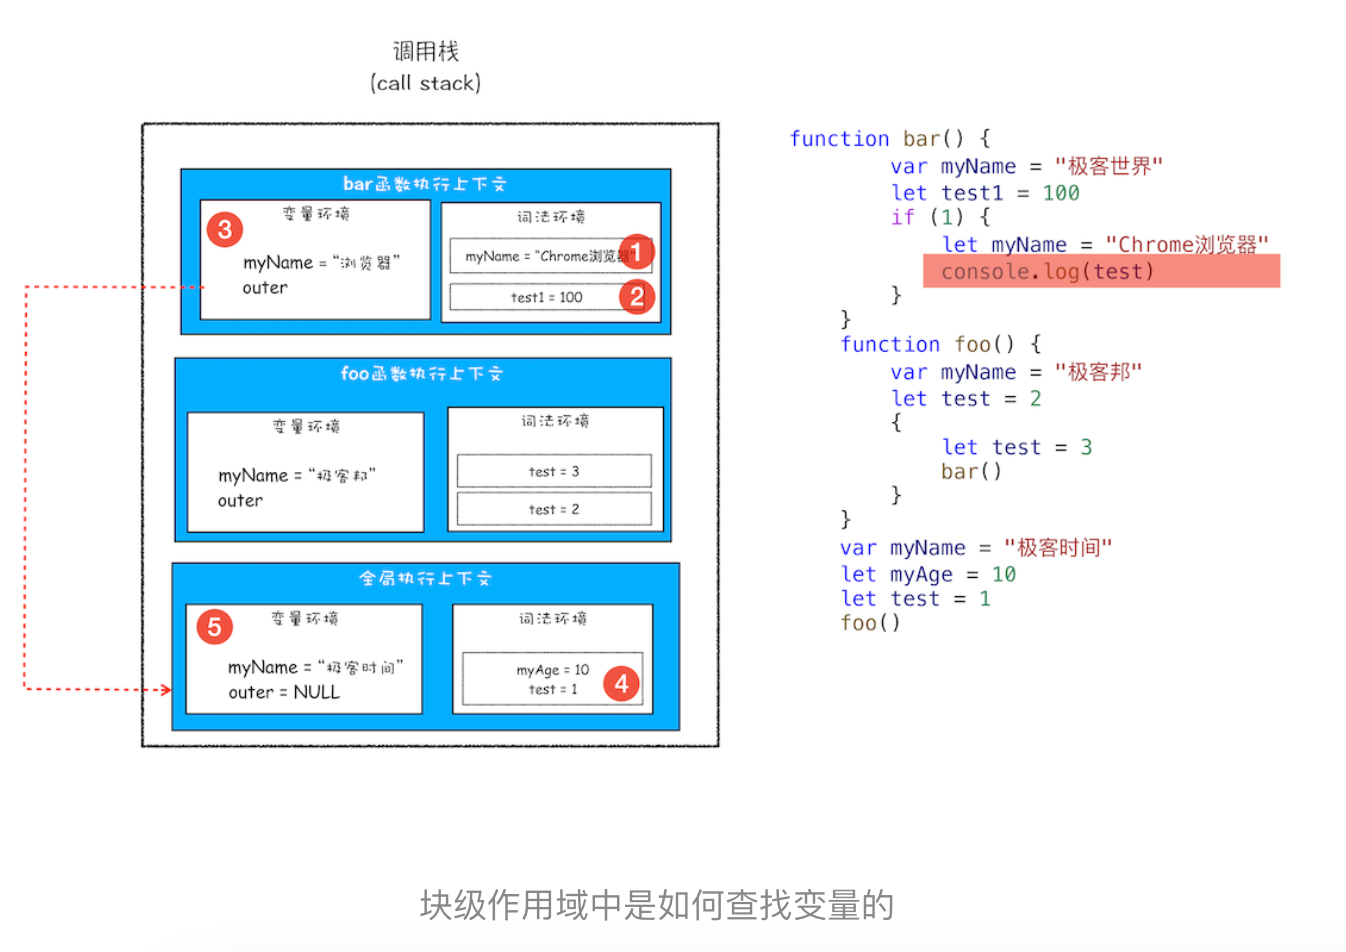 调用栈
(call stack)
bar函数执行上下文
变量环境
3
myName = “浏览器”
outer
词法环境
myName = “Chrome浏览器”
1
test1 = 100
2
foo函数执行上下文
变量环境
myName = “极客邦”
outer
词法环境
test = 3
test = 2
全局执行上下文
变量环境
5
myName = “极客时间”
outer = NULL
词法环境
myAge = 10
test = 1
4
function bar() {
var myName = "极客世界"
let test1 = 100
if (1) {
let myName = "Chrome浏览器"
console.log(test)
}
}
function foo() {
var myName = "极客邦"
let test = 2
{
let test = 3
bar()
}
}
var myName = "极客时间"
let myAge = 10
let test = 1
foo()
块级作用域中是如何查找变量的